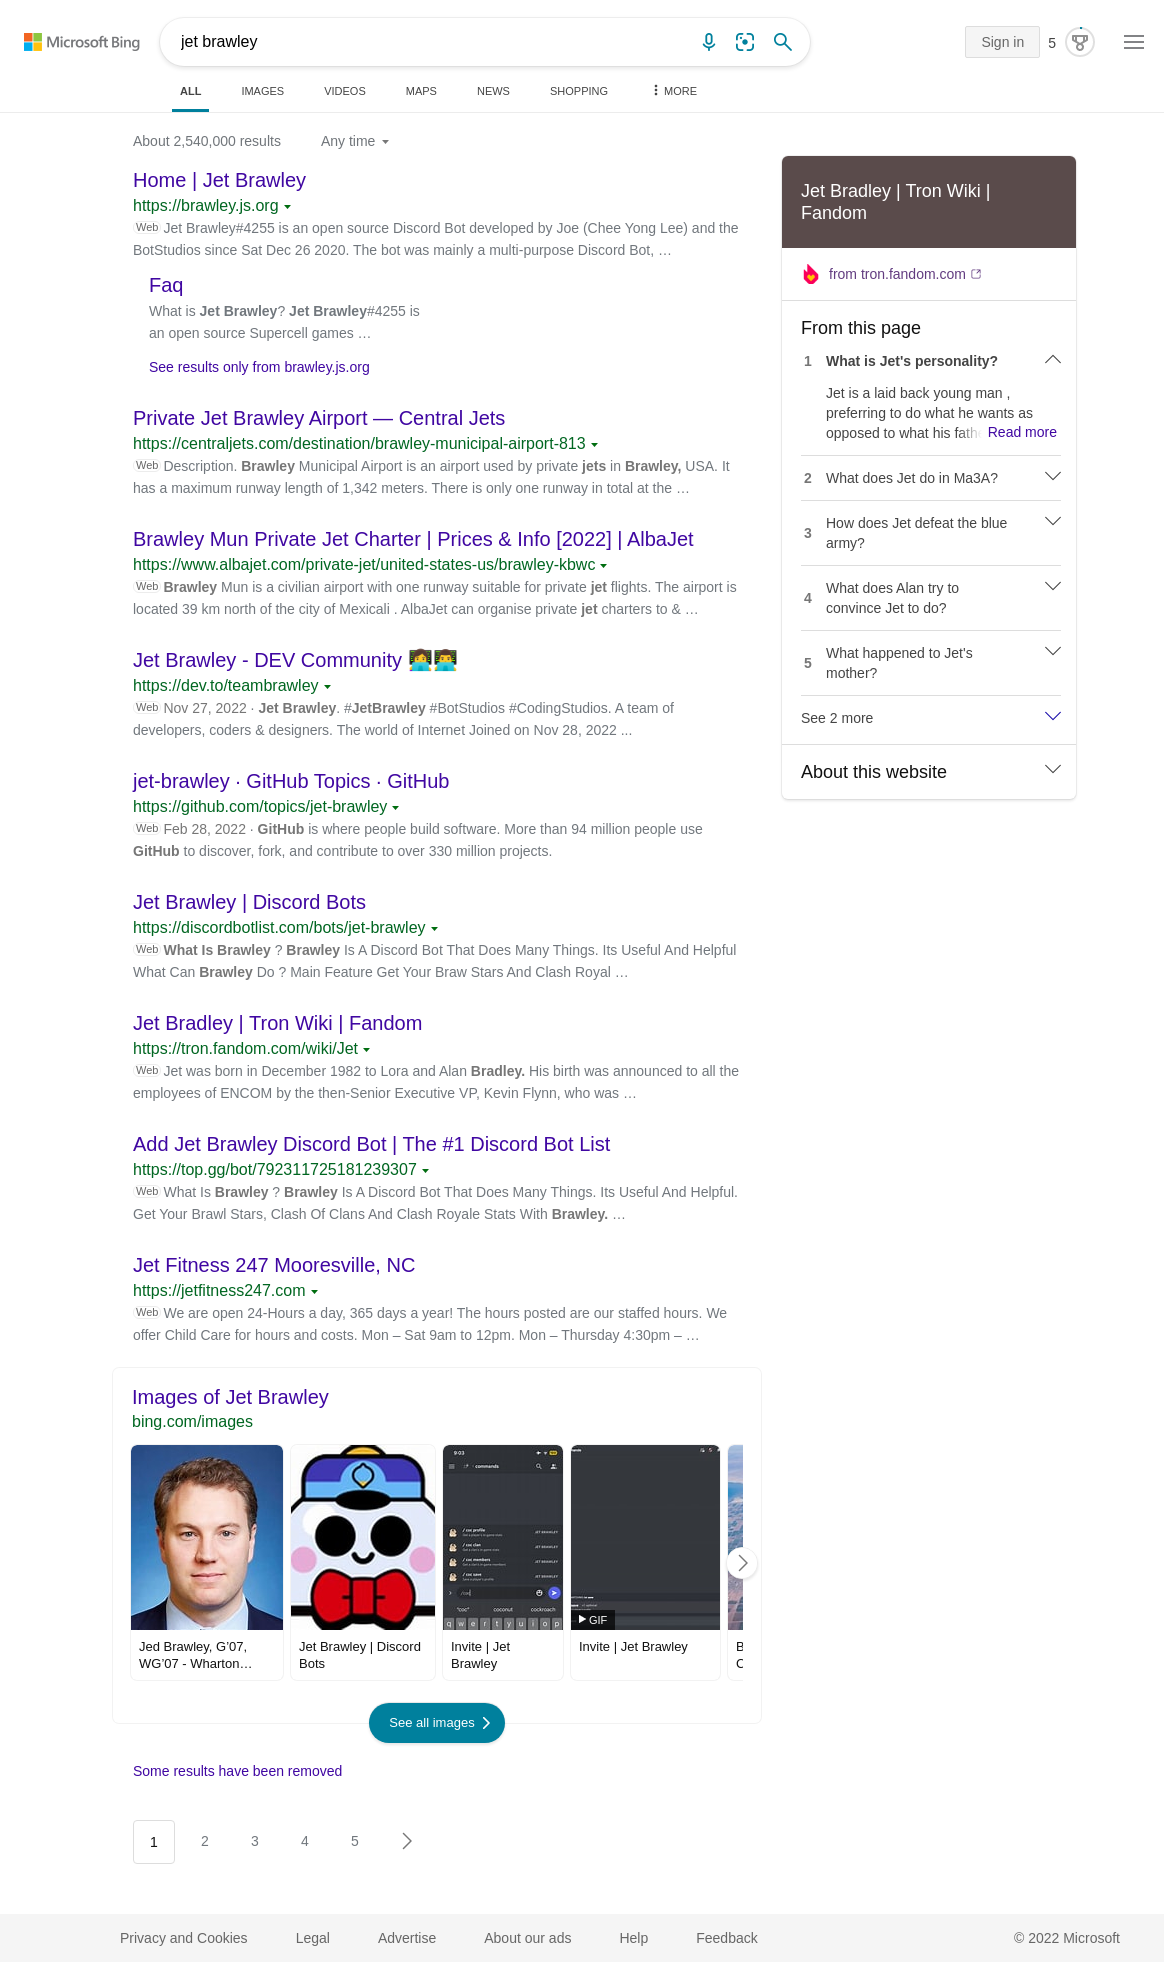 Microsoft Bing
jet brawley
Sign in
5
ALL
IMAGES
VIDEOS
MAPS
NEWS
SHOPPING
MORE
About 2,540,000 results
Any time
Home | Jet Brawley
https://brawley.js.org
Web Jet Brawley#4255 is an open source Discord Bot developed by Joe (Chee Yong Lee) and the
BotStudios since Sat Dec 26 2020. The bot was mainly a multi-purpose Discord Bot, …
Faq
What is Jet Brawley? Jet Brawley#4255 is
an open source Supercell games …
See results only from brawley.js.org
Private Jet Brawley Airport — Central Jets
https://centraljets.com/destination/brawley-municipal-airport-813
Web Description. Brawley Municipal Airport is an airport used by private jets in Brawley, USA. It
has a maximum runway length of 1,342 meters. There is only one runway in total at the …
Brawley Mun Private Jet Charter | Prices & Info [2022] | AlbaJet
https://www.albajet.com/private-jet/united-states-us/brawley-kbwc
Web Brawley Mun is a civilian airport with one runway suitable for private jet flights. The airport is
located 39 km north of the city of Mexicali . AlbaJet can organise private jet charters to & …
Jet Brawley - DEV Community 👩‍💻👨‍💻
https://dev.to/teambrawley
Web Nov 27, 2022 · Jet Brawley. #JetBrawley #BotStudios #CodingStudios. A team of
developers, coders & designers. The world of Internet Joined on Nov 28, 2022 ...
jet-brawley · GitHub Topics · GitHub
https://github.com/topics/jet-brawley
Web Feb 28, 2022 · GitHub is where people build software. More than 94 million people use
GitHub to discover, fork, and contribute to over 330 million projects.
Jet Brawley | Discord Bots
https://discordbotlist.com/bots/jet-brawley
Web What Is Brawley ? Brawley Is A Discord Bot That Does Many Things. Its Useful And Helpful
What Can Brawley Do ? Main Feature Get Your Braw Stars And Clash Royal …
Jet Bradley | Tron Wiki | Fandom
https://tron.fandom.com/wiki/Jet
Web Jet was born in December 1982 to Lora and Alan Bradley. His birth was announced to all the
employees of ENCOM by the then-Senior Executive VP, Kevin Flynn, who was …
Add Jet Brawley Discord Bot | The #1 Discord Bot List
https://top.gg/bot/792311725181239307
Web What Is Brawley ? Brawley Is A Discord Bot That Does Many Things. Its Useful And Helpful.
Get Your Brawl Stars, Clash Of Clans And Clash Royale Stats With Brawley. …
Jet Fitness 247 Mooresville, NC
https://jetfitness247.com
Web We are open 24-Hours a day, 365 days a year! The hours posted are our staffed hours. We
offer Child Care for hours and costs. Mon – Sat 9am to 12pm. Mon – Thursday 4:30pm – …
Images of Jet Brawley
bing.com/images
9:03
commands
/ coc profile
JET BRAWLEY
/ coc clan
JET BRAWLEY
/ coc members
JET BRAWLEY
/ coc save
JET BRAWLEY
/coc
"coc" coconut cockroach
q w e r t y u i o p
GIF
Jed Brawley, G’07,
WG’07 - Wharton…
Jet Brawley | Discord
Bots
Invite | Jet
Brawley
Invite | Jet Brawley
B
C
See all images
Some results have been removed
1
2
3
4
5
Jet Bradley | Tron Wiki |
Fandom
from tron.fandom.com
From this page
1 What is Jet's personality?
Jet is a laid back young man ,
preferring to do what he wants as
opposed to what his fathe Read more
2 What does Jet do in Ma3A?
3 How does Jet defeat the blue
army?
4 What does Alan try to
convince Jet to do?
5 What happened to Jet's
mother?
See 2 more
About this website
Privacy and Cookies
Legal
Advertise
About our ads
Help
Feedback
© 2022 Microsoft